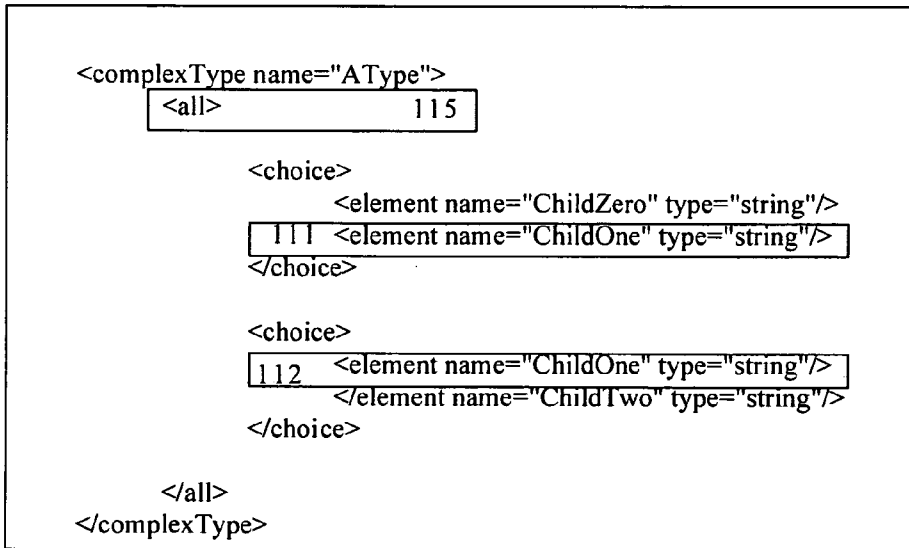 <complexType name="AType">
<all> 115
<choice>
<element name="ChildZero" type="string"/>
111 <element name="ChildOne" type="string"/>
</choice>
<choice>
112 <element name="ChildOne" type="string"/>
</element name="ChildTwo" type="string"/>
</choice>
</all>
</complexType>